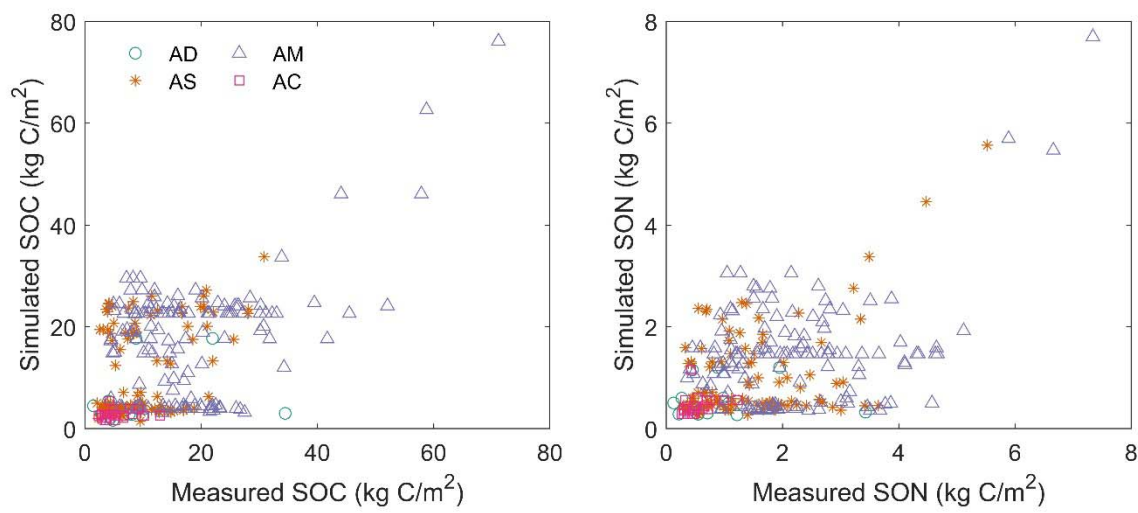 80
60
40
20
0
Simulated SOC (kg C/m²)
AD
AM
AS
AC
0 20 40 60 80
Measured SOC (kg C/m²)
8
6
4
2
0
Simulated SON (kg C/m²)
0 2 4 6 8
Measured SON (kg C/m²)